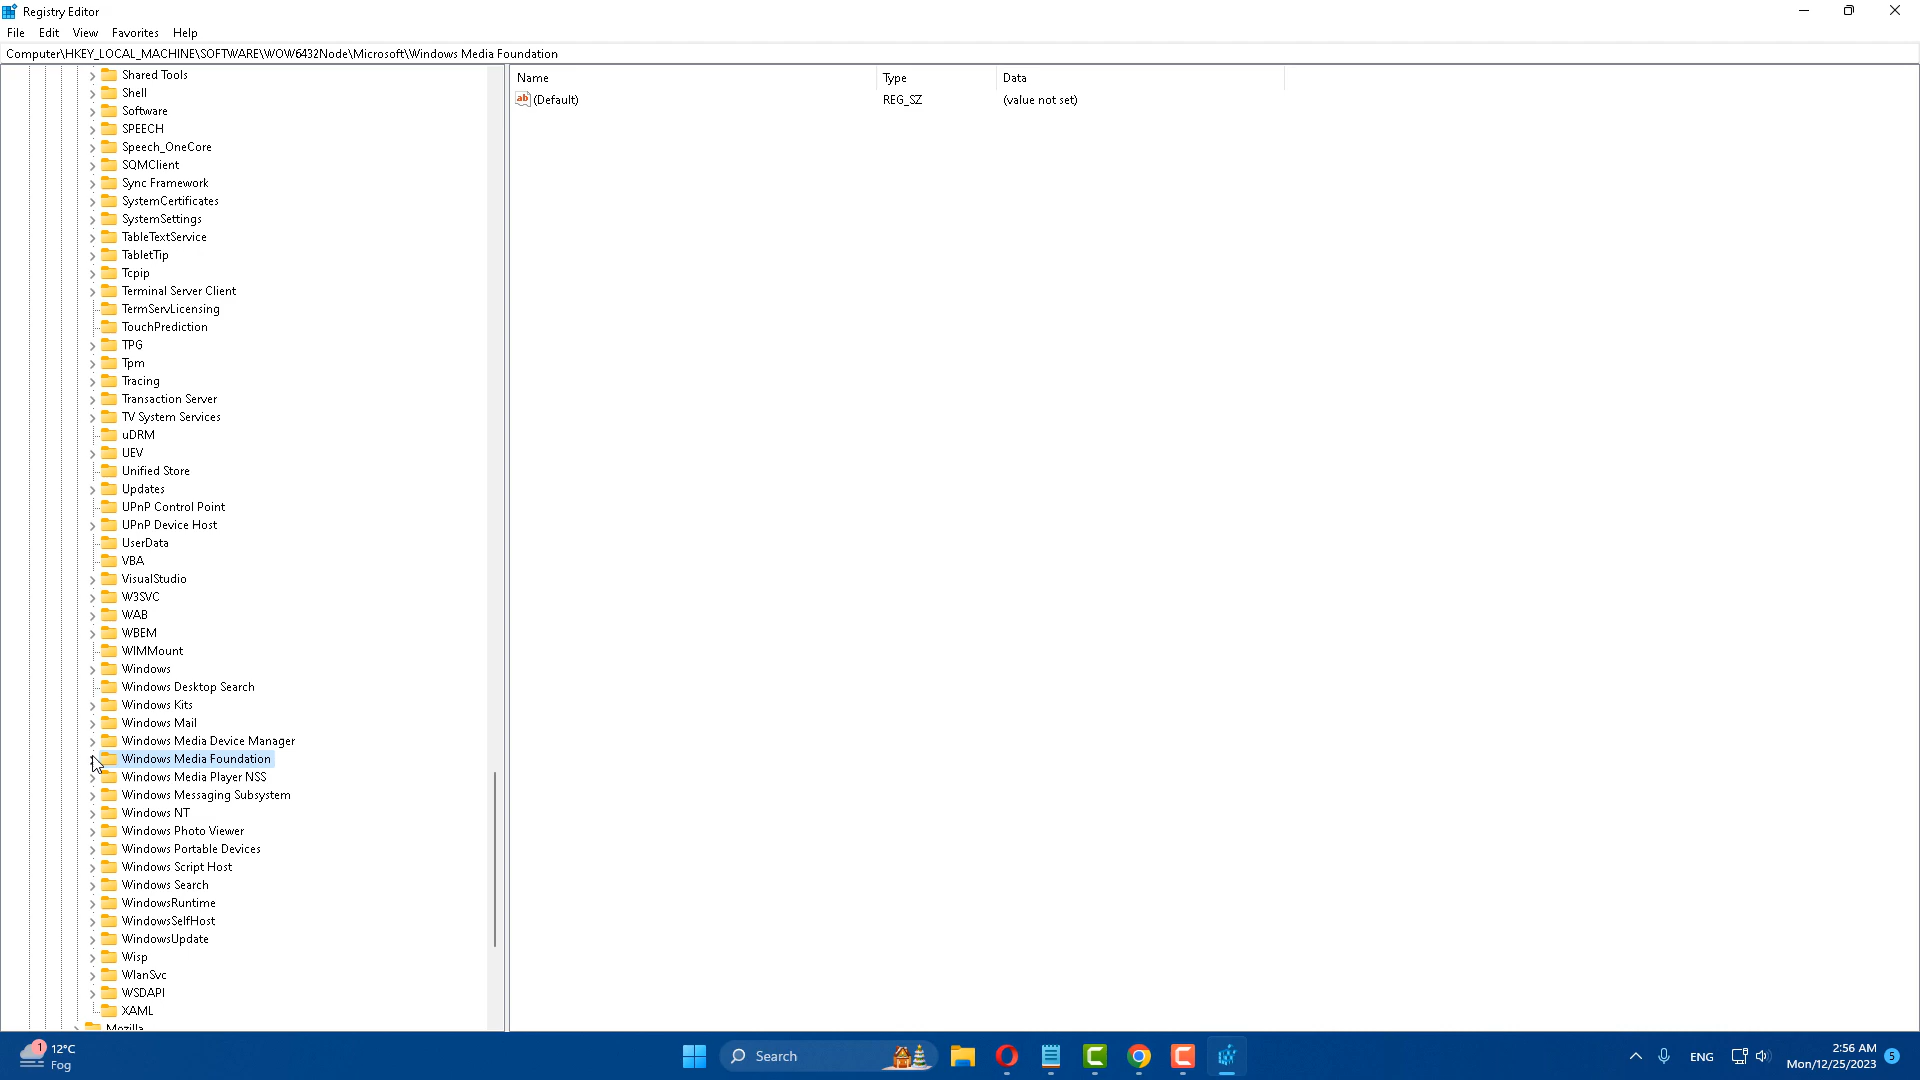 Registry Editor
File Edit View Favorites Help
Computer\HKEY_LOCAL_MACHINE\SOFTWARE\WOW6432Node\Microsoft\Windows Media Foundation
Name Type Data
ab (Default) REG_SZ (value not set)
Shared Tools
Shell
Software
SPEECH
Speech_OneCore
SQMClient
Sync Framework
SystemCertificates
SystemSettings
TableTextService
TabletTip
Tcpip
Terminal Server Client
TermServLicensing
TouchPrediction
TPG
Tpm
Tracing
Transaction Server
TV System Services
uDRM
UEV
Unified Store
Updates
UPnP Control Point
UPnP Device Host
UserData
VBA
VisualStudio
W3SVC
WAB
WBEM
WIMMount
Windows
Windows Desktop Search
Windows Kits
Windows Mail
Windows Media Device Manager
Windows Media Foundation
Windows Media Player NSS
Windows Messaging Subsystem
Windows NT
Windows Photo Viewer
Windows Portable Devices
Windows Script Host
Windows Search
WindowsRuntime
WindowsSelfHost
WindowsUpdate
Wisp
WlanSvc
WSDAPI
XAML
Mozilla
1 12°C
Fog
Search
ENG
2:56 AM
Mon/12/25/2023 5